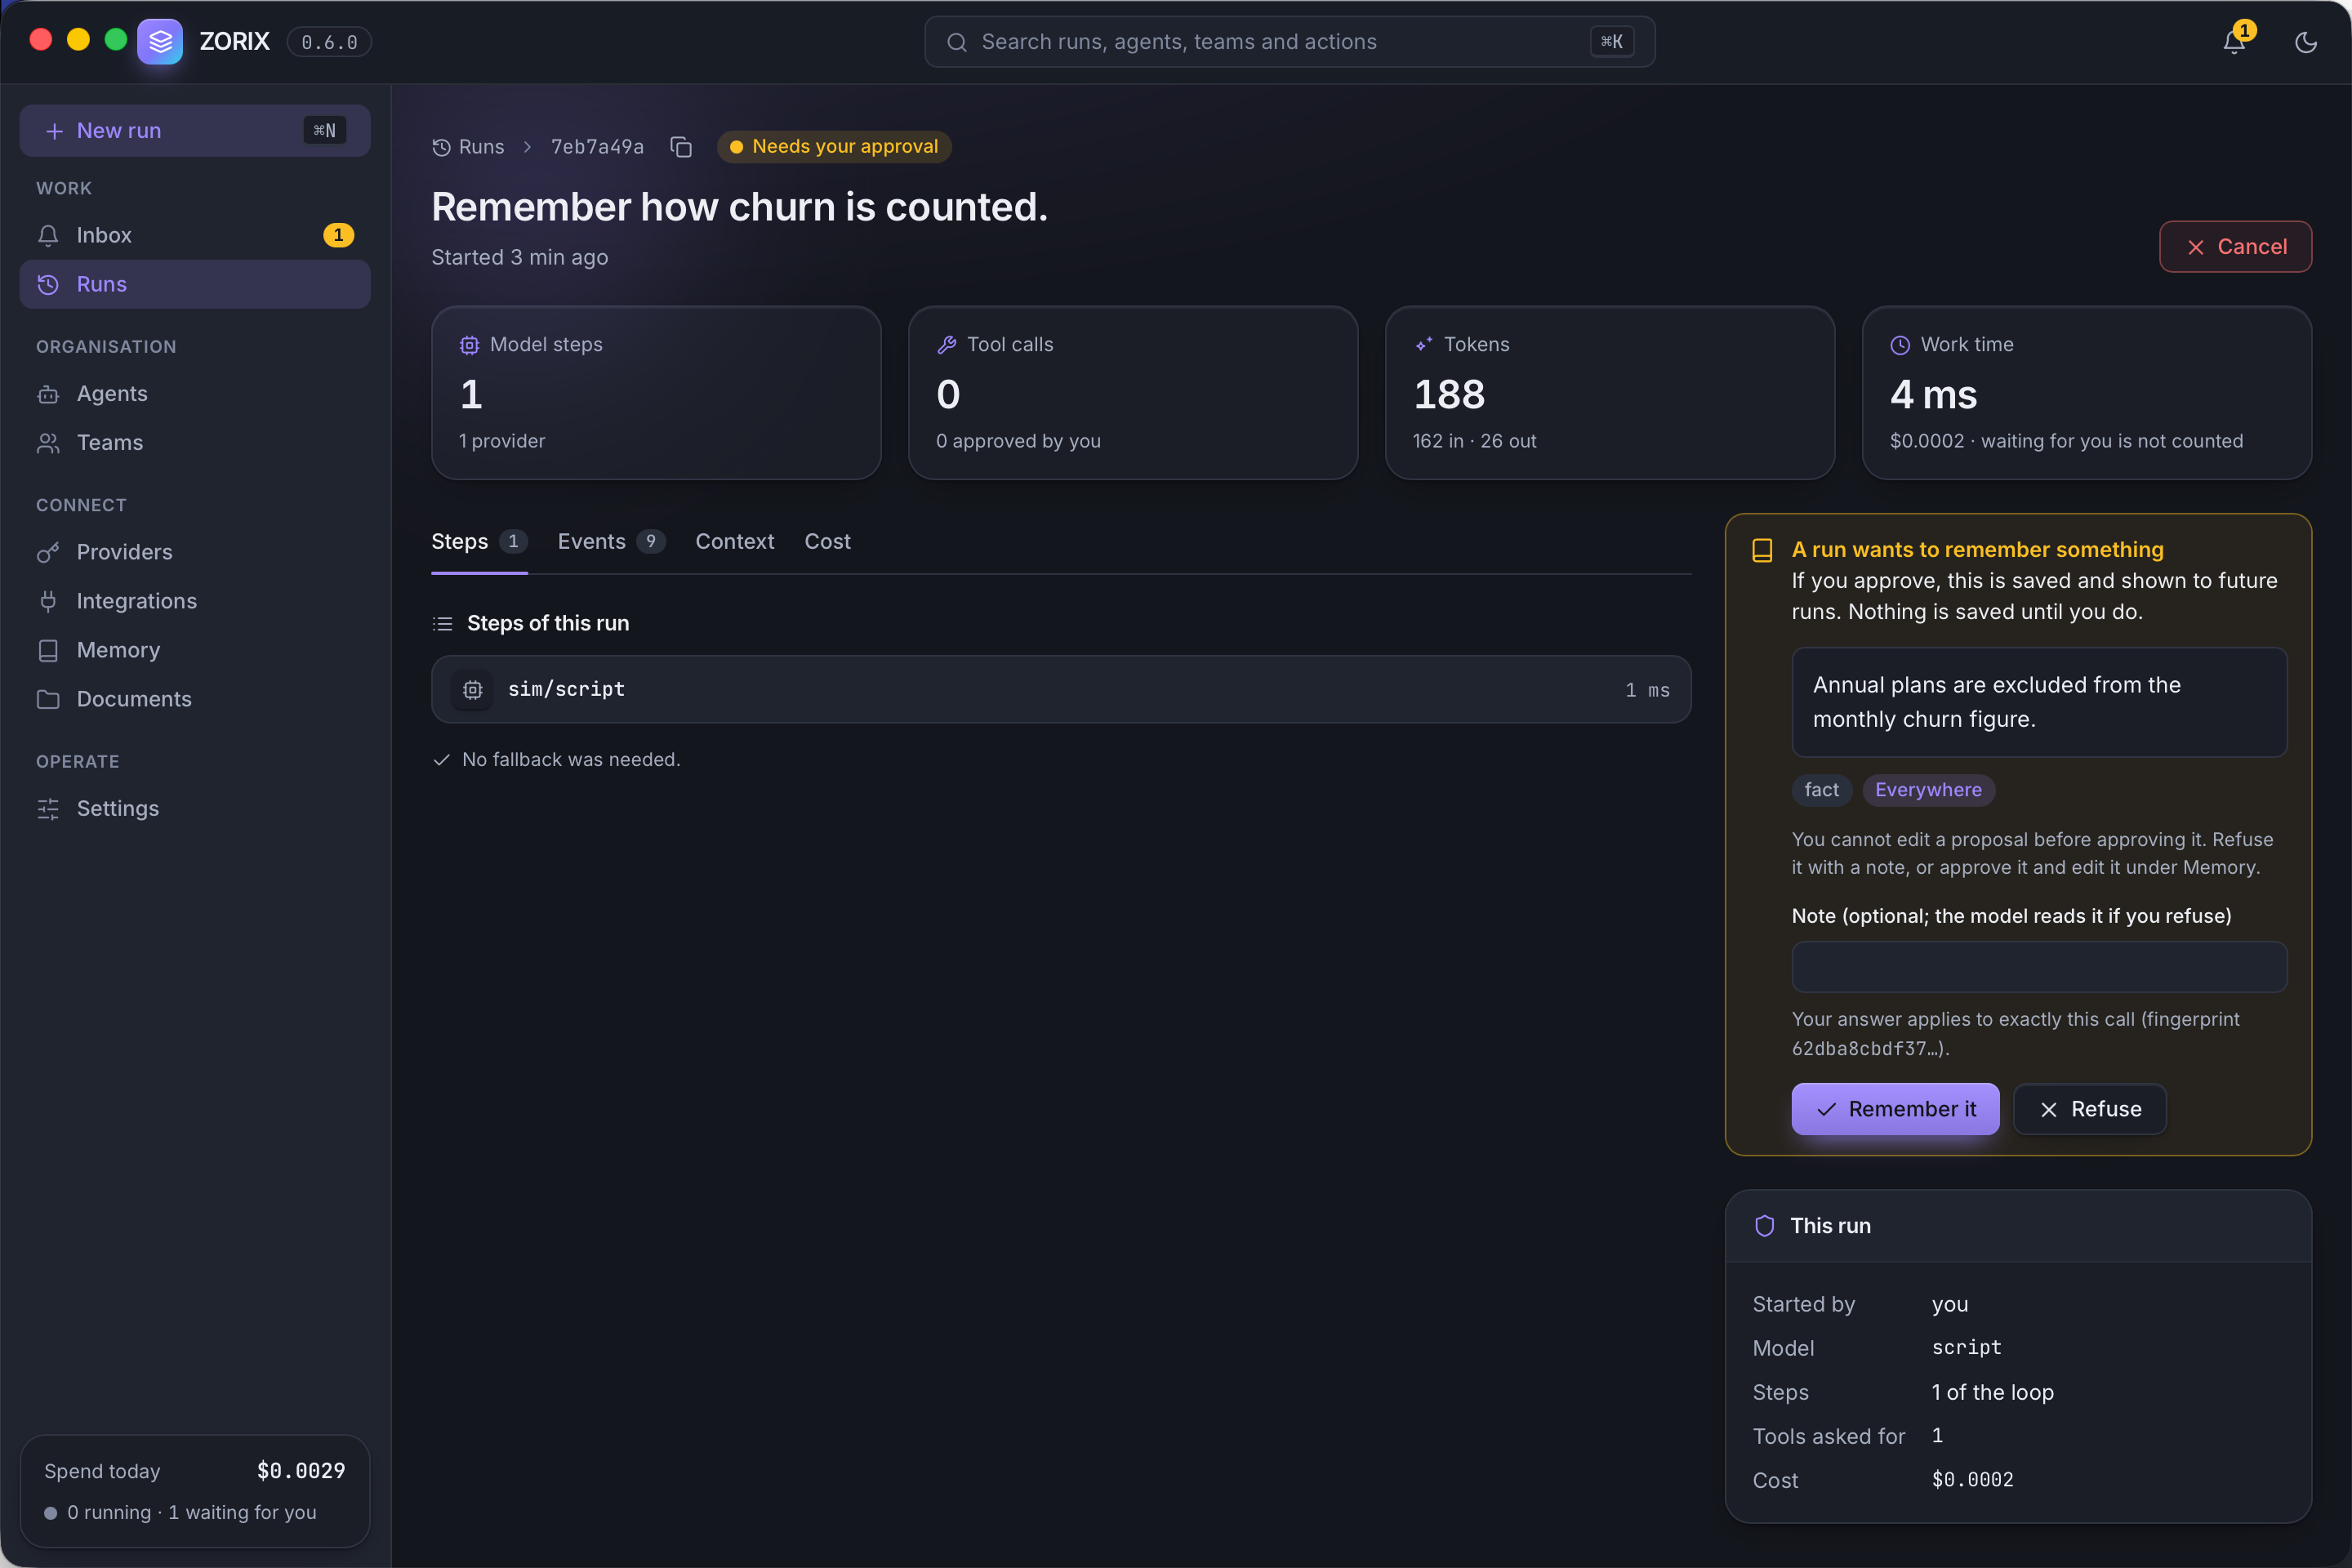 ZORIX 0.6.0
Search runs, agents, teams and actions ⌘K
1
New run ⌘N
WORK
Inbox 1
Runs
ORGANISATION
Agents
Teams
CONNECT
Providers
Integrations
Memory
Documents
OPERATE
Settings
Spend today $0.0029
0 running · 1 waiting for you
Runs > 7eb7a49a Needs your approval
Remember how churn is counted.
Started 3 min ago
Cancel
Model steps
1
1 provider
Tool calls
0
0 approved by you
Tokens
188
162 in · 26 out
Work time
4 ms
$0.0002 · waiting for you is not counted
Steps 1 Events 9 Context Cost
Steps of this run
sim/script 1 ms
No fallback was needed.
A run wants to remember something
If you approve, this is saved and shown to future
runs. Nothing is saved until you do.
Annual plans are excluded from the
monthly churn figure.
fact Everywhere
You cannot edit a proposal before approving it. Refuse
it with a note, or approve it and edit it under Memory.
Note (optional; the model reads it if you refuse)
Your answer applies to exactly this call (fingerprint
62dba8cbdf37…).
Remember it Refuse
This run
Started by you
Model script
Steps 1 of the loop
Tools asked for 1
Cost $0.0002